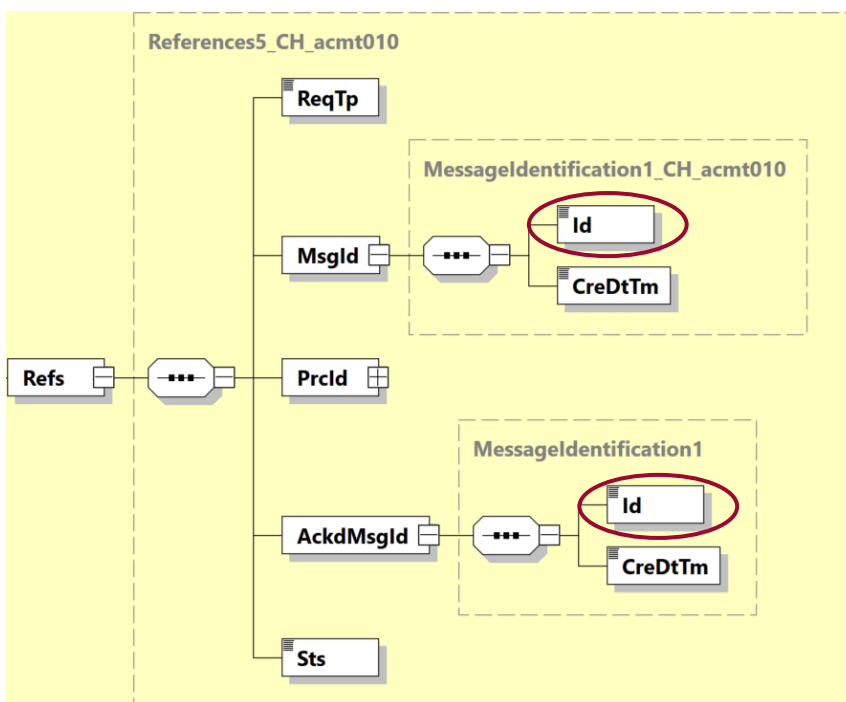 References5_CH_acmt010
ReqTp
MessageIdentification1_CH_acmt010
Id
MsgId
CreDtTm
Refs
PrcId
MessageIdentification1
Id
AckdMsgId
CreDtTm
Sts